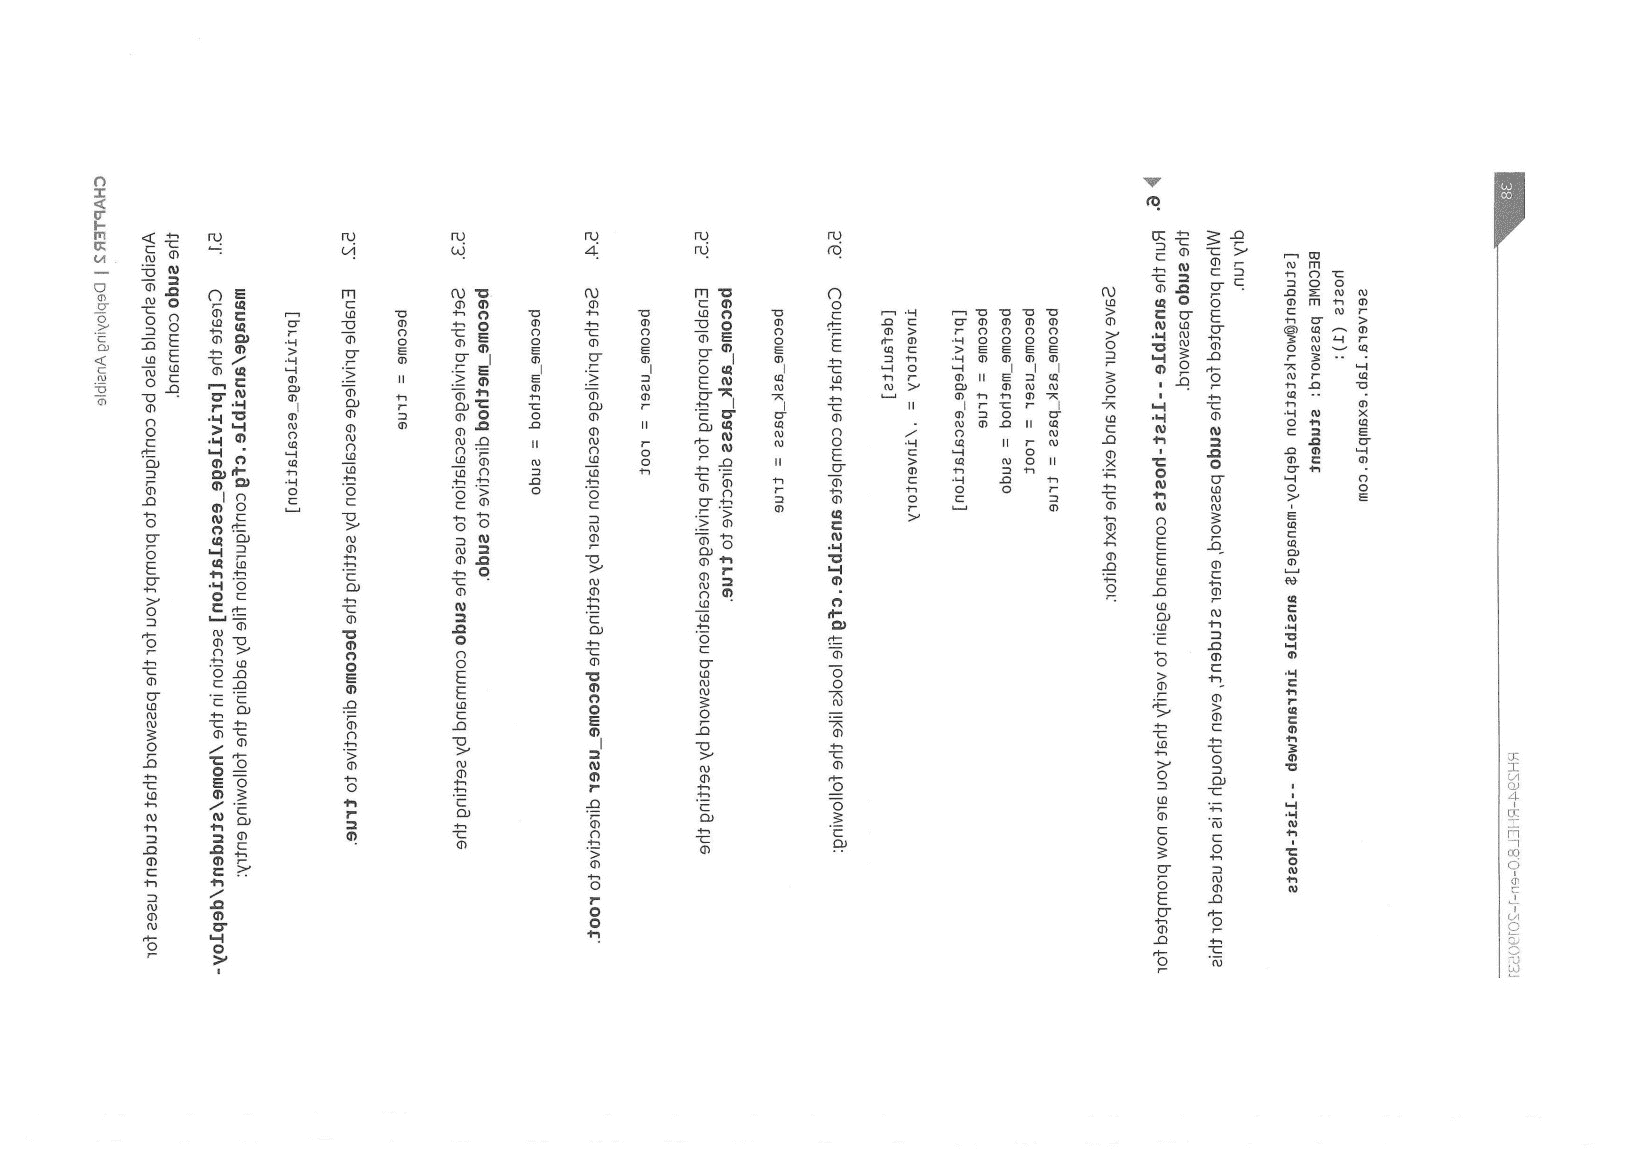 CHAPTER 2 | Deploying Ansible
Ansible should also be configured to prompt you for the password that student uses for
the sudo command.
5.1. Create the [privilege_escalation] section in the /home/student/deploy-
manage/ansible.cfg configuration file by adding the following entry:
[privilege_escalation]
5.2. Enable privilege escalation by setting the become directive to true.
become = true
5.3. Set the privilege escalation to use the sudo command by setting the
become_method directive to sudo.
become_method = sudo
5.4. Set the privilege escalation user by setting the become_user directive to root.
become_user = root
5.5. Enable prompting for the privilege escalation password by setting the
become_ask_pass directive to true.
become_ask_pass = true
5.6. Confirm that the complete ansible.cfg file looks like the following:
[defaults]
inventory = ./inventory
[privilege_escalation]
become = true
become_method = sudo
become_user = root
become_ask_pass = true
Save your work and exit the text editor.
6. Run the ansible --list-hosts command again to verify that you are now prompted for
the sudo password.
When prompted for the sudo password, enter student, even though it is not used for this
dry run.
[student@workstation deploy-manage]$ ansible intranetweb --list-hosts
BECOME password: student
hosts (1):
servera.lab.example.com
38
RH294-RHEL8.0-en-1-20190531